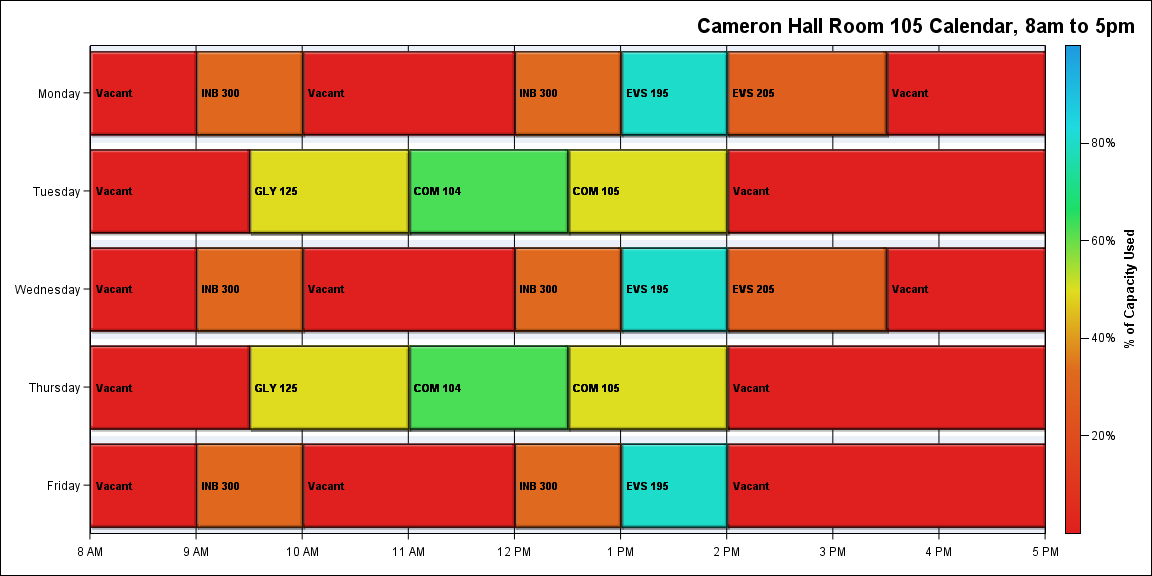 Cameron Hall Room 105 Calendar, 8am to 5pm
Monday
Vacant
INB 300
Vacant
INB 300
EVS 195
EVS 205
Vacant
Tuesday
Vacant
GLY 125
COM 104
COM 105
Vacant
Wednesday
Vacant
INB 300
Vacant
INB 300
EVS 195
EVS 205
Vacant
Thursday
Vacant
GLY 125
COM 104
COM 105
Vacant
Friday
Vacant
INB 300
Vacant
INB 300
EVS 195
Vacant
8 AM
9 AM
10 AM
11 AM
12 PM
1 PM
2 PM
3 PM
4 PM
5 PM
80%
60%
40%
20%
% of Capacity Used